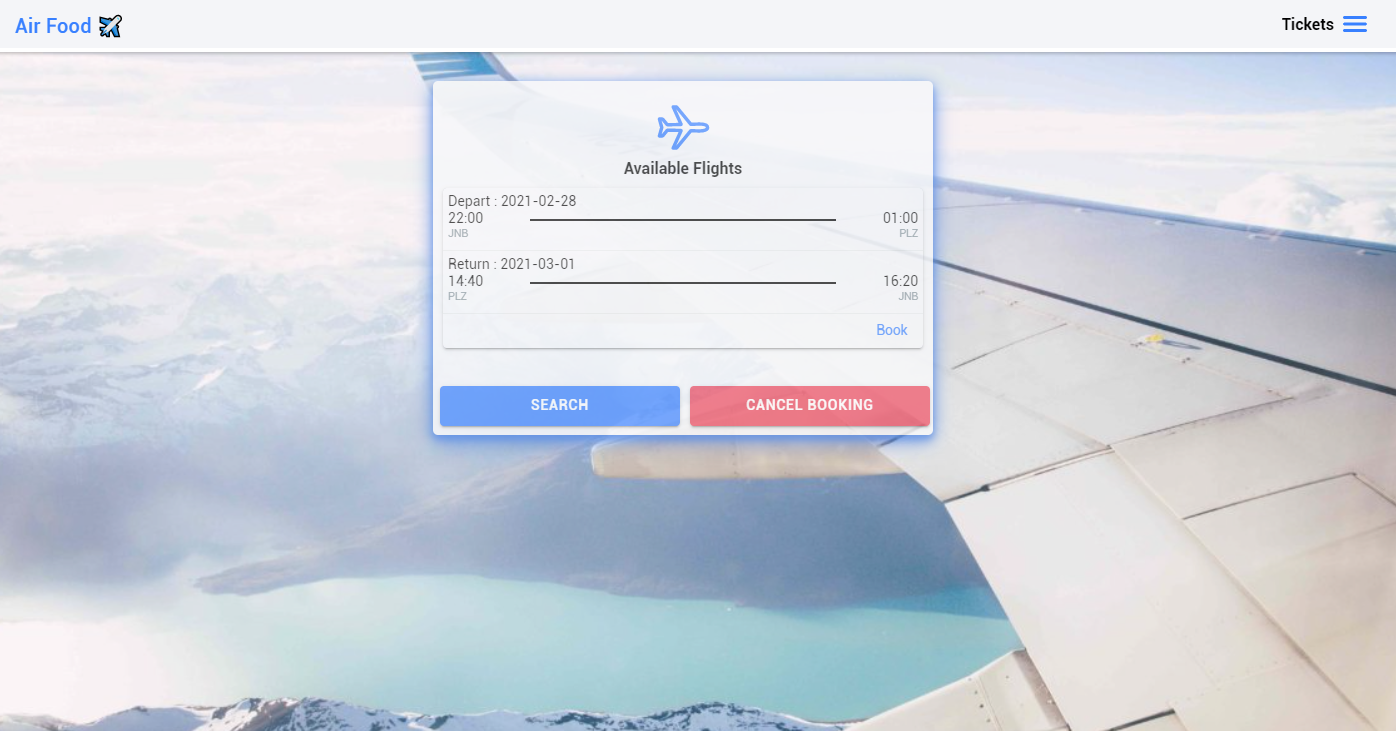 Air Food
Tickets
Available Flights
Depart : 2021-02-28
22:00 01:00
JNB PLZ
Return : 2021-03-01
14:40 16:20
PLZ JNB
Book
SEARCH CANCEL BOOKING